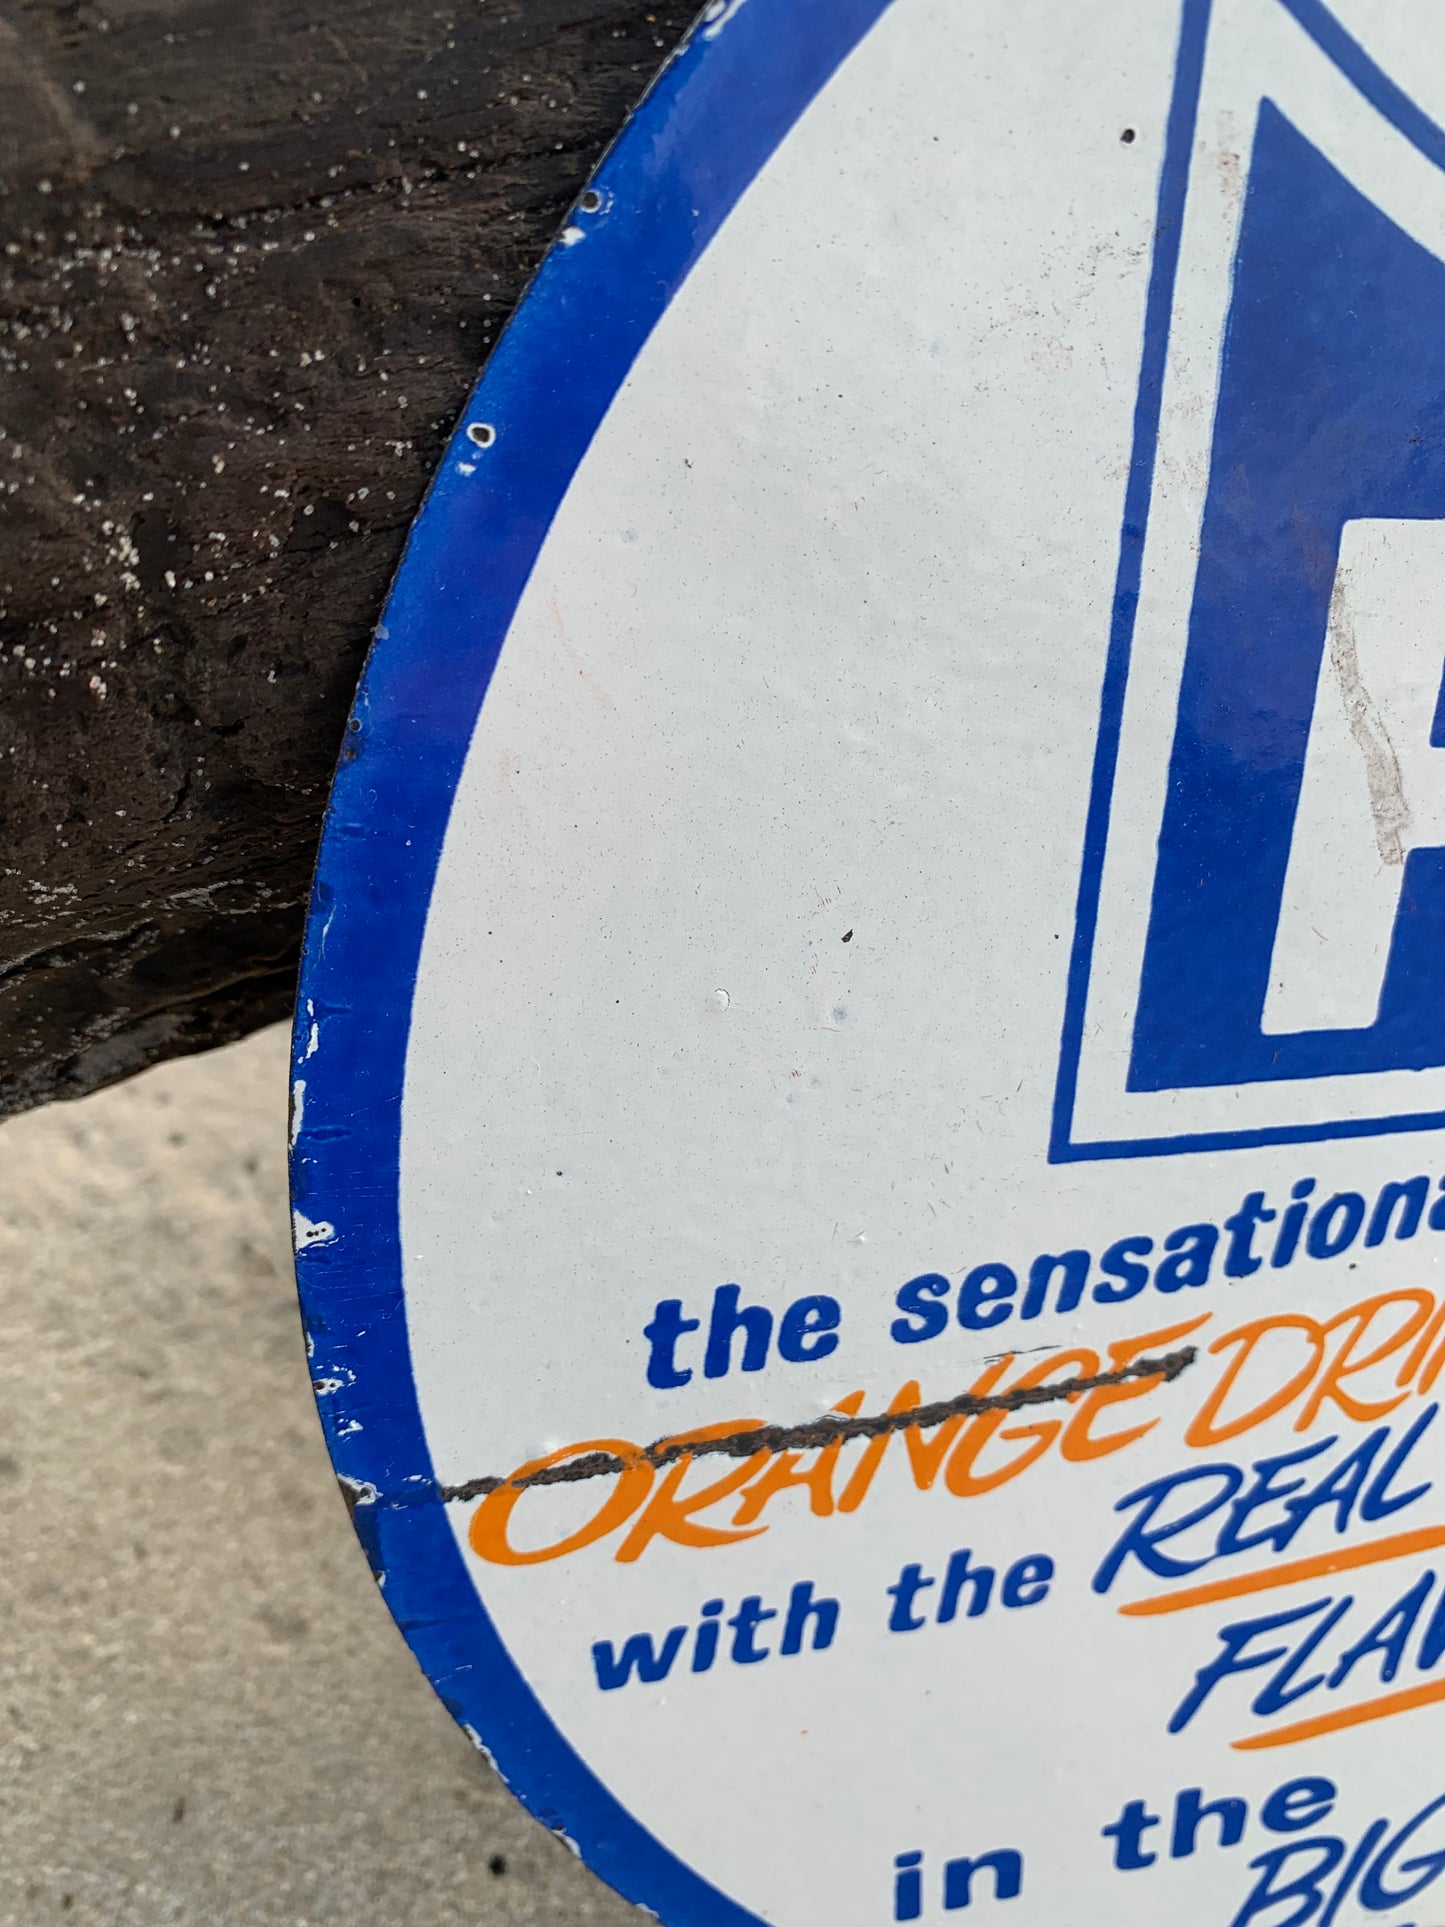 the sensationa
ORANGE DRI
with the REAL
FLA
in the
BIG